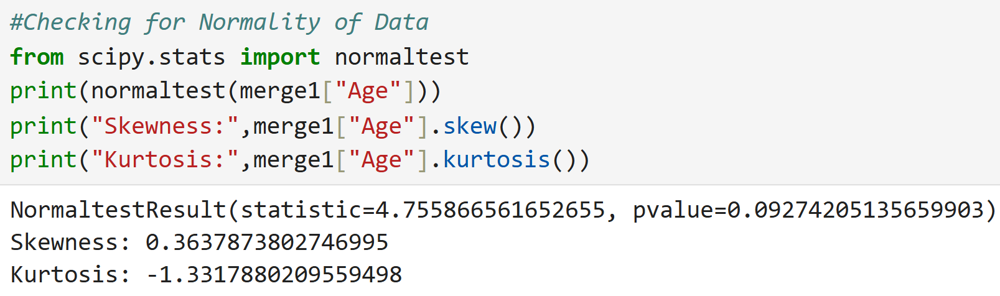 #Checking for Normality of Data
from scipy.stats import normaltest
print(normaltest(merge1["Age"]))
print("Skewness:",merge1["Age"].skew())
print("Kurtosis:",merge1["Age"].kurtosis())
NormaltestResult(statistic=4.755866561652655, pvalue=0.09274205135659903)
Skewness: 0.3637873802746995
Kurtosis: -1.3317880209559498